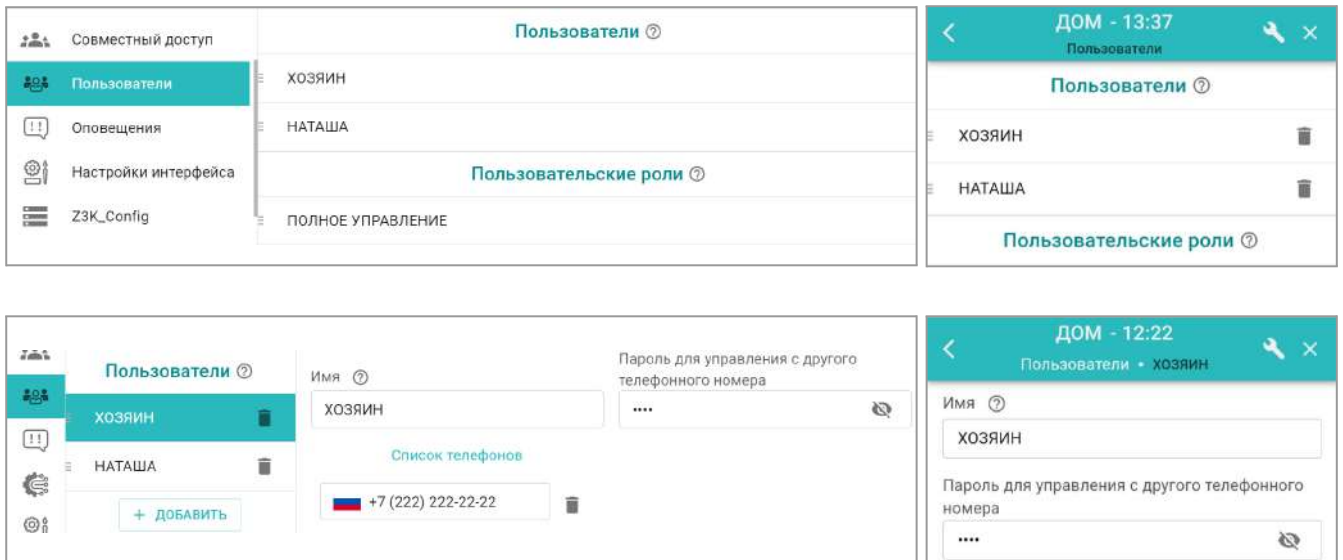 Совместный доступ
Пользователи
Оповещения
Настройки интерфейса
Z3K_Config
Пользователи
ХОЗЯИН
НАТАША
Пользовательские роли
ПОЛНОЕ УПРАВЛЕНИЕ
ДОМ - 13:37
Пользователи
Пользователи
ХОЗЯИН
НАТАША
Пользовательские роли
Пользователи
ХОЗЯИН
НАТАША
+ ДОБАВИТЬ
Имя
ХОЗЯИН
Пароль для управления с другого
телефонного номера
••••
Список телефонов
+7 (222) 222-22-22
ДОМ - 12:22
Пользователи • ХОЗЯИН
Имя
ХОЗЯИН
Пароль для управления с другого телефонного
номера
••••